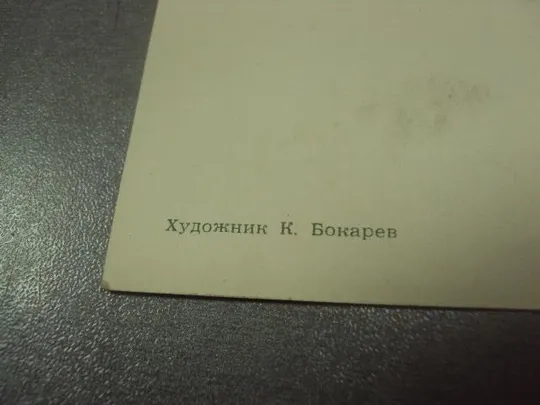 Художник К. Бокарев